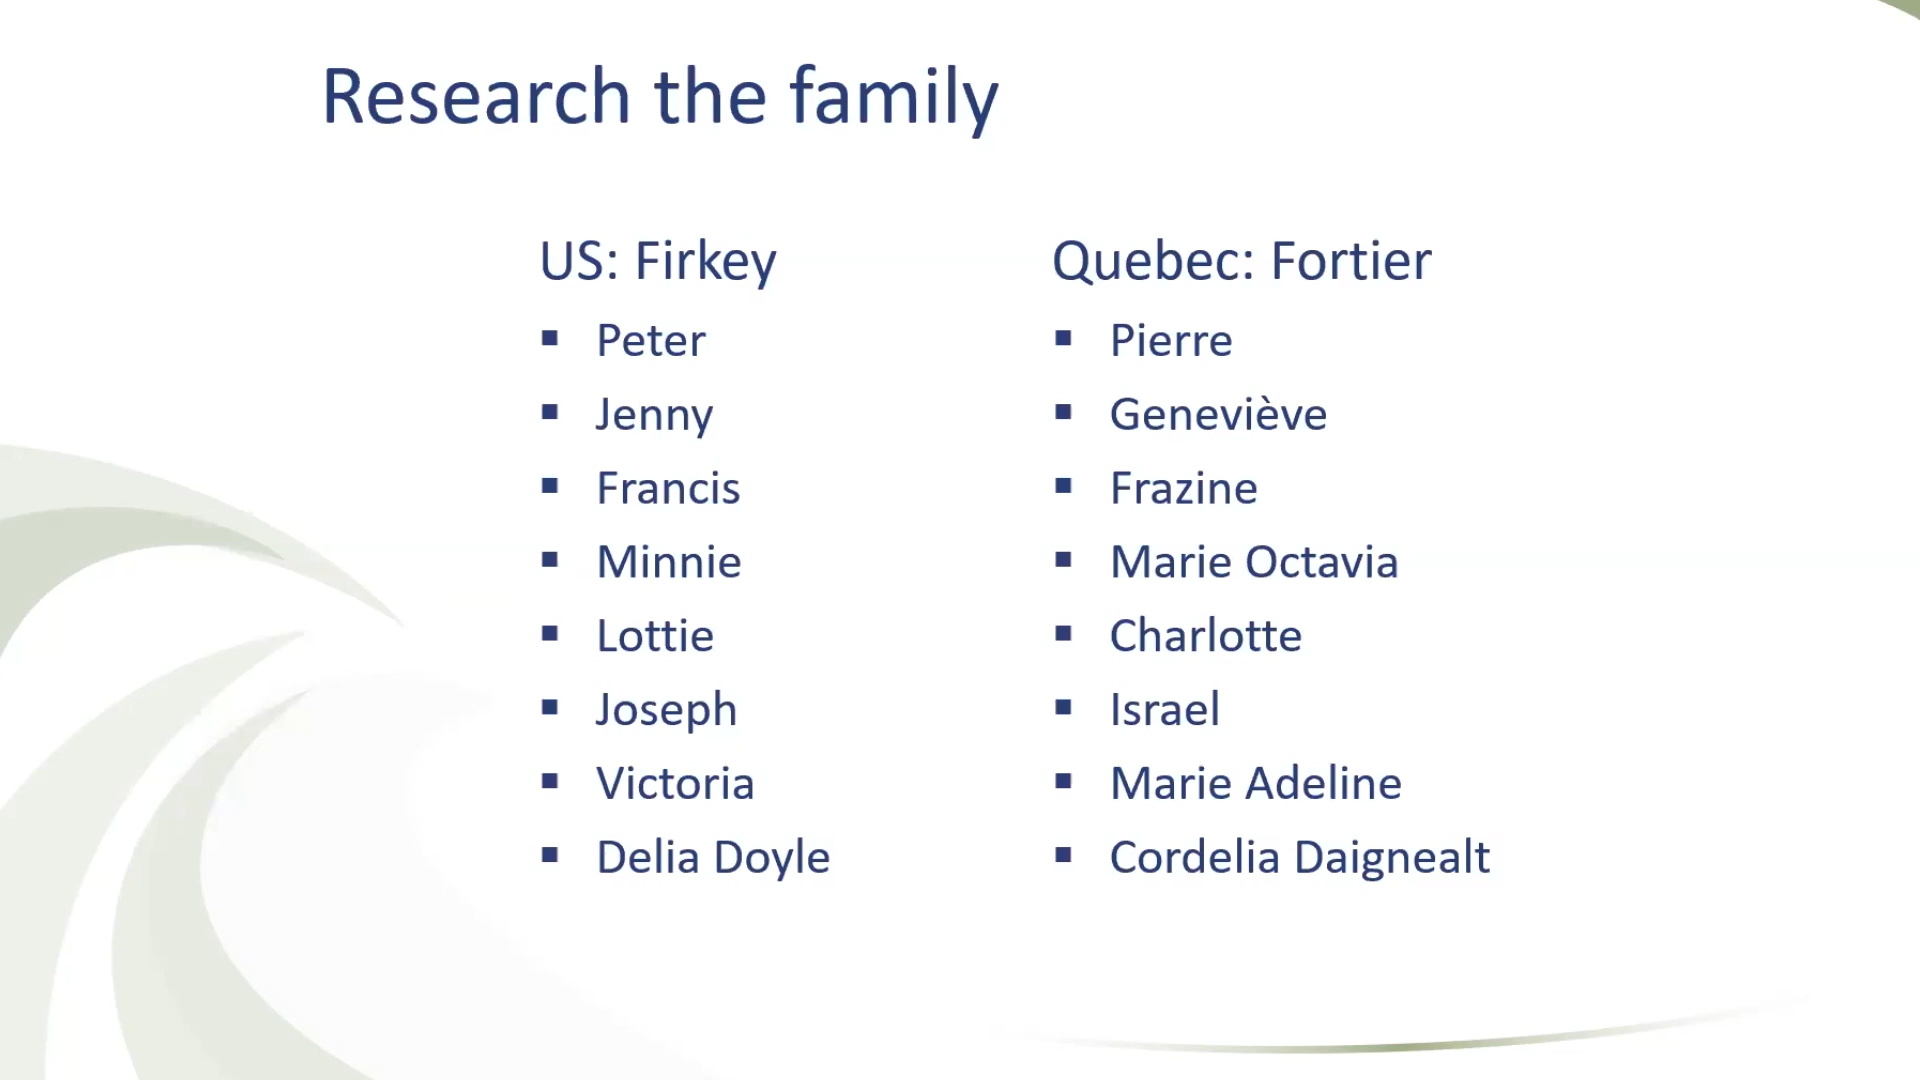 Research the family
US: Firkey
▪ Peter
▪ Jenny
▪ Francis
▪ Minnie
▪ Lottie
▪ Joseph
▪ Victoria
▪ Delia Doyle
Quebec: Fortier
▪ Pierre
▪ Geneviève
▪ Frazine
▪ Marie Octavia
▪ Charlotte
▪ Israel
▪ Marie Adeline
▪ Cordelia Daignealt